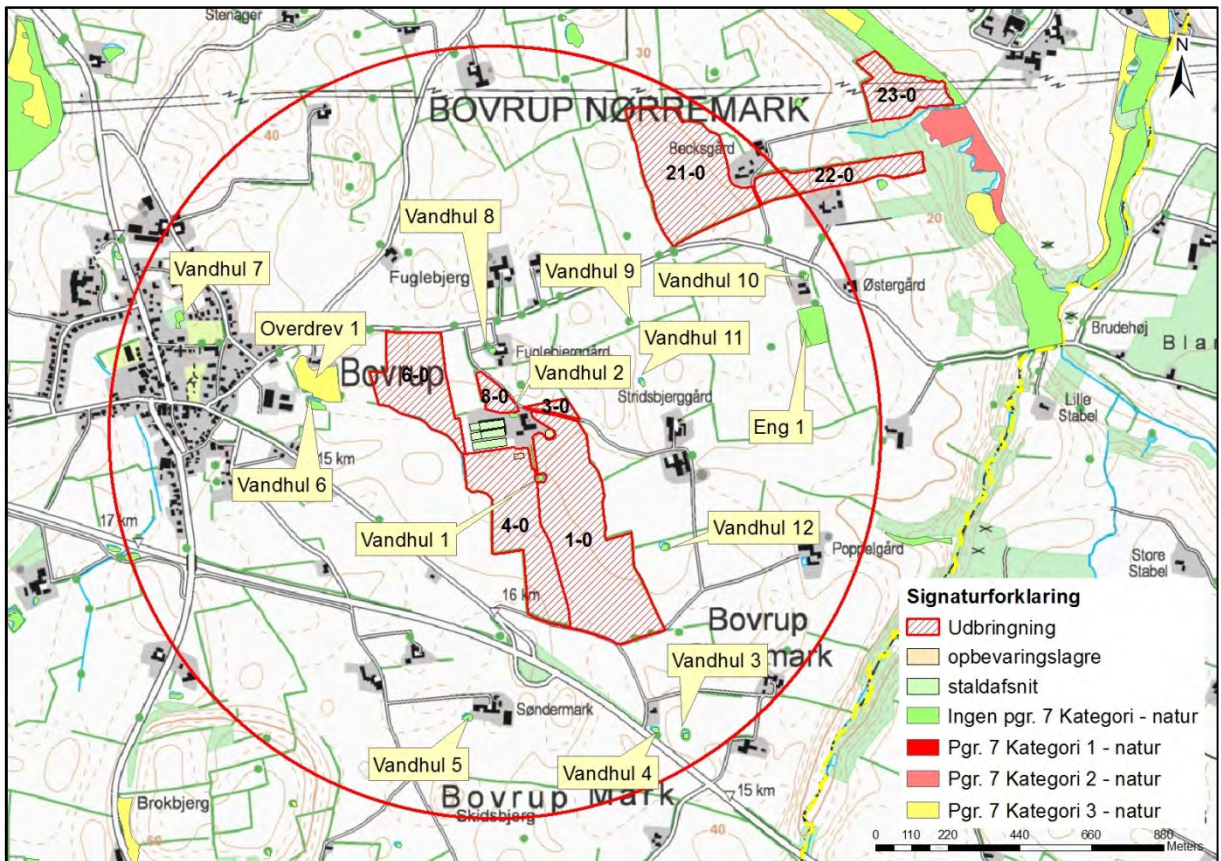 Stenager
30
N
BOVRUP NØRREMARK
23-0
40
Becksgård
21-0
22-0
20
Vandhul 8
Vandhul 7
Fuglebjerg
Vandhul 9
Vandhul 10
Østergård
Overdrev 1
Vandhul 11
Brudehøj
Bovrup
6-0
Fuglebjerggård
Vandhul 2
8-0
3-0
Stridsbjerggård
Lille
Stabel
Eng 1
15 km
Vandhul 6
17 km
Vandhul 1
4-0
1-0
Vandhul 12
Poppelgård
Store
Stabel
16 km
Bovrup
mark
Vandhul 3
Søndermark
Vandhul 5
Vandhul 4
Bovrup Mark
Skidsbjerg
15 km
Brokbjerg
50
40
Signaturforklaring
Udbringning
opbevaringslagre
staldafsnit
Ingen pgr. 7 Kategori - natur
Pgr. 7 Kategori 1 - natur
Pgr. 7 Kategori 2 - natur
Pgr. 7 Kategori 3 - natur
0 110 220 440 660 880
Meters